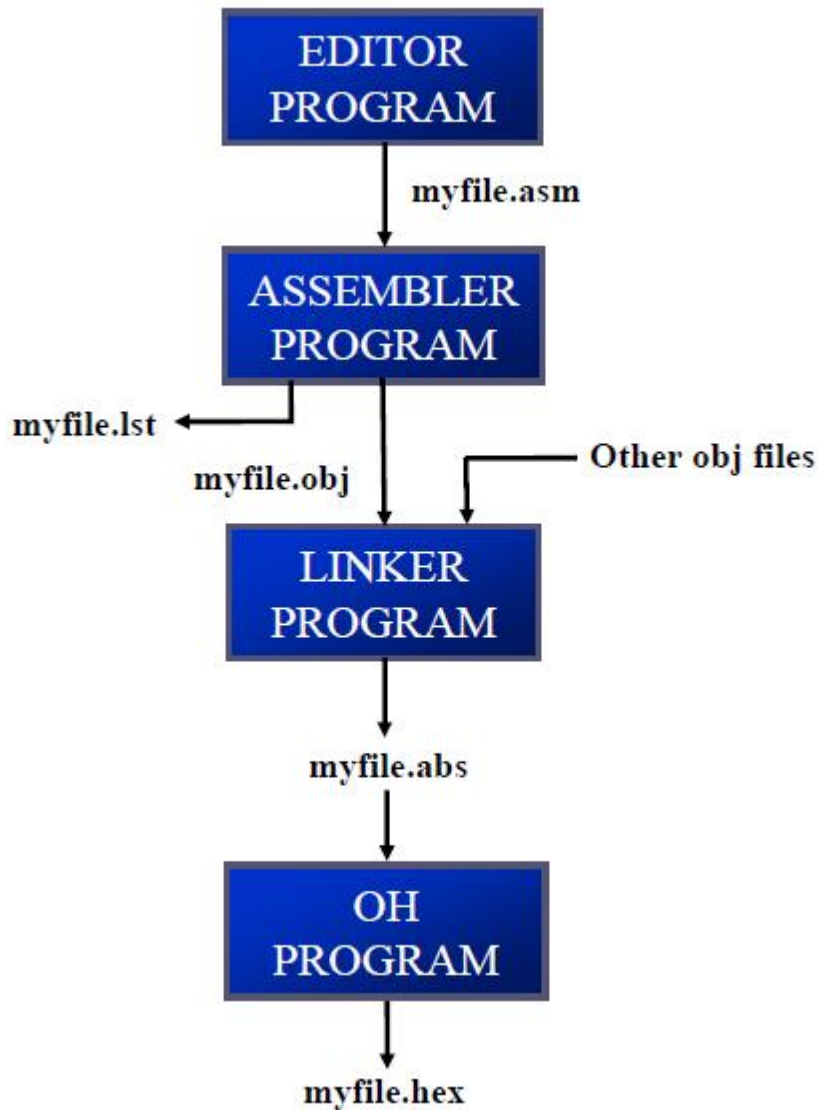 EDITOR
PROGRAM
myfile.asm
ASSEMBLER
PROGRAM
myfile.lst
myfile.obj
Other obj files
LINKER
PROGRAM
myfile.abs
OH
PROGRAM
myfile.hex